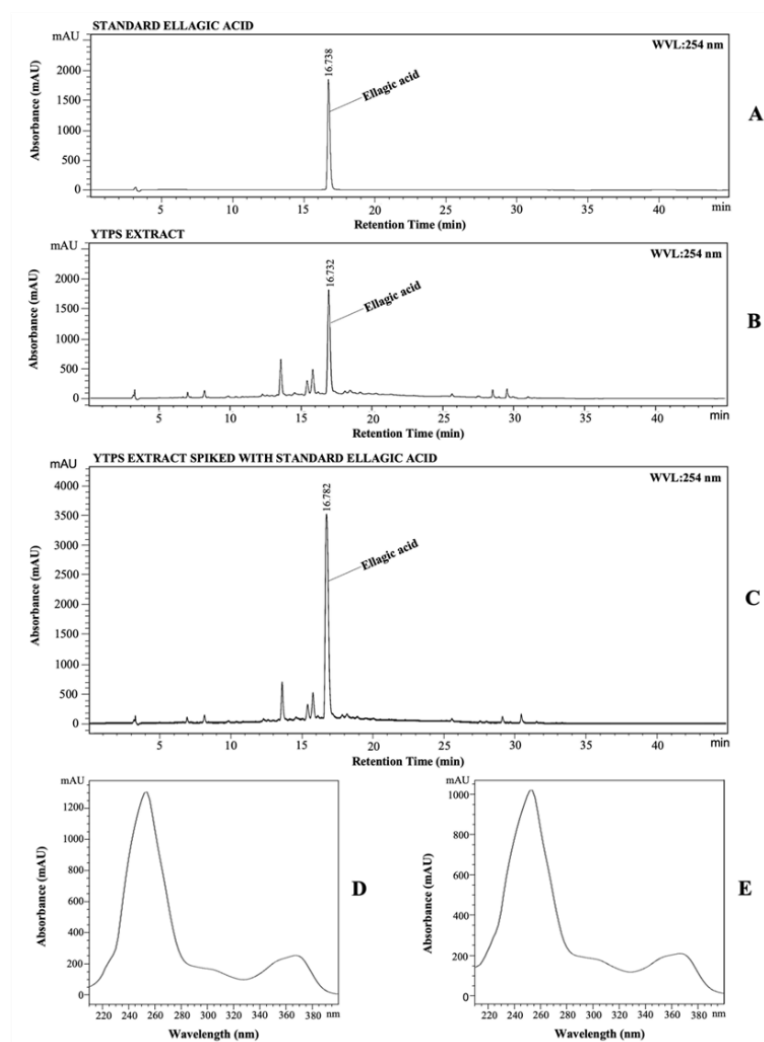 STANDARD ELLAGIC ACID
mAU
WVL:254 nm
16.738
Ellagic acid
Absorbance (mAU)
2000
1500
1000
500
0
5 10 15 20 25 30 35 40 min
Retention Time (min)
A
YTPS EXTRACT
mAU
WVL:254 nm
16.732
Ellagic acid
Absorbance (mAU)
2000
1500
1000
500
0
5 10 15 20 25 30 35 40 min
Retention Time (min)
B
YTPS EXTRACT SPIKED WITH STANDARD ELLAGIC ACID
mAU
WVL:254 nm
16.782
Ellagic acid
Absorbance (mAU)
4000
3500
3000
2500
2000
1500
1000
500
0
5 10 15 20 25 30 35 40 min
Retention Time (min)
C
mAU
Absorbance (mAU)
1200
1000
800
600
400
200
0
220 240 260 280 300 320 340 360 380 nm
Wavelength (nm)
D
mAU
Absorbance (mAU)
1000
800
600
400
200
0
220 240 260 280 300 320 340 360 380 nm
Wavelength (nm)
E